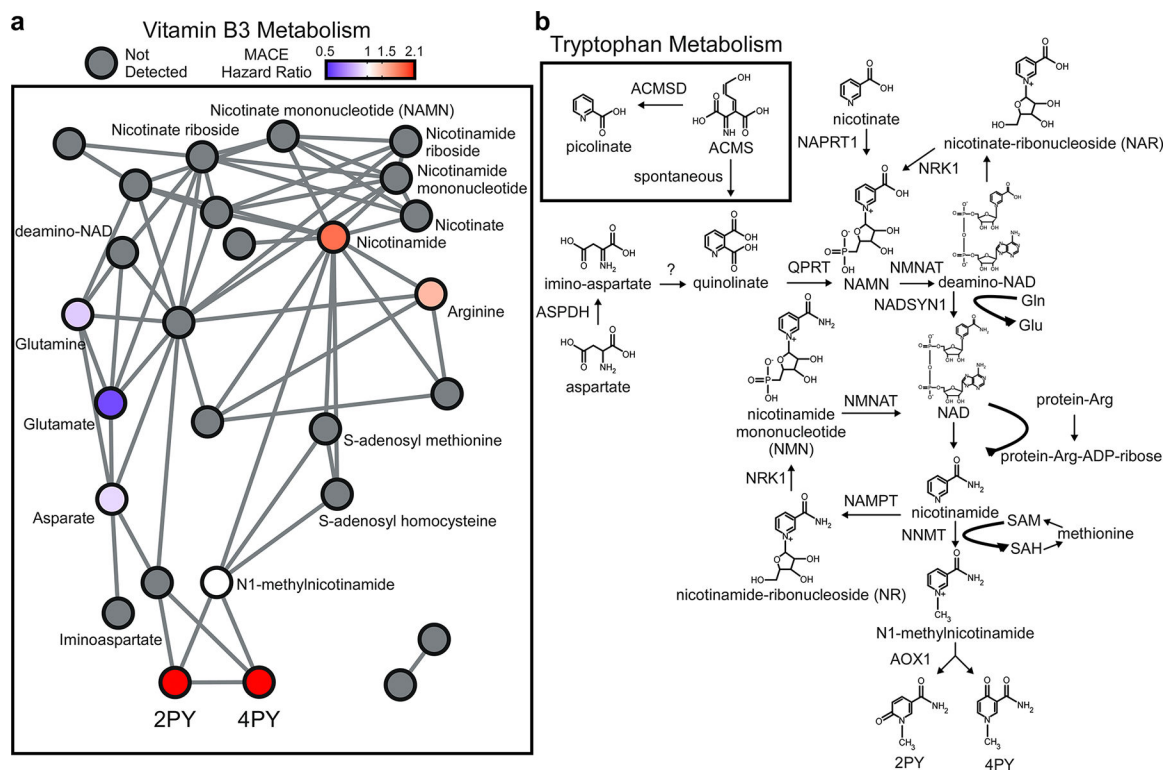 a
Vitamin B3 Metabolism
Not
Detected
MACE
Hazard Ratio
0.5
1
1.5
2.1
Nicotinate mononucleotide (NAMN)
Nicotinate riboside
Nicotinamide
riboside
Nicotinamide
mononucleotide
Nicotinate
deamino-NAD
Nicotinamide
Arginine
Glutamine
Glutamate
S-adenosyl methionine
Asparate
S-adenosyl homocysteine
N1-methylnicotinamide
Iminoaspartate
2PY
4PY
b
Tryptophan Metabolism
ACMSD
picolinate
ACMS
spontaneous
nicotinate
NAPRT1
nicotinate-ribonucleoside (NAR)
NRK1
imino-aspartate
?
quinolinate
QPRT
NAMN
NMNAT
deamino-NAD
ASPDH
aspartate
NADSYN1
Gln
Glu
nicotinamide
mononucleotide
(NMN)
NMNAT
NAD
protein-Arg
protein-Arg-ADP-ribose
NRK1
NAMPT
nicotinamide
NNMT
SAM
SAH
methionine
nicotinamide-ribonucleoside (NR)
N1-methylnicotinamide
AOX1
2PY
4PY